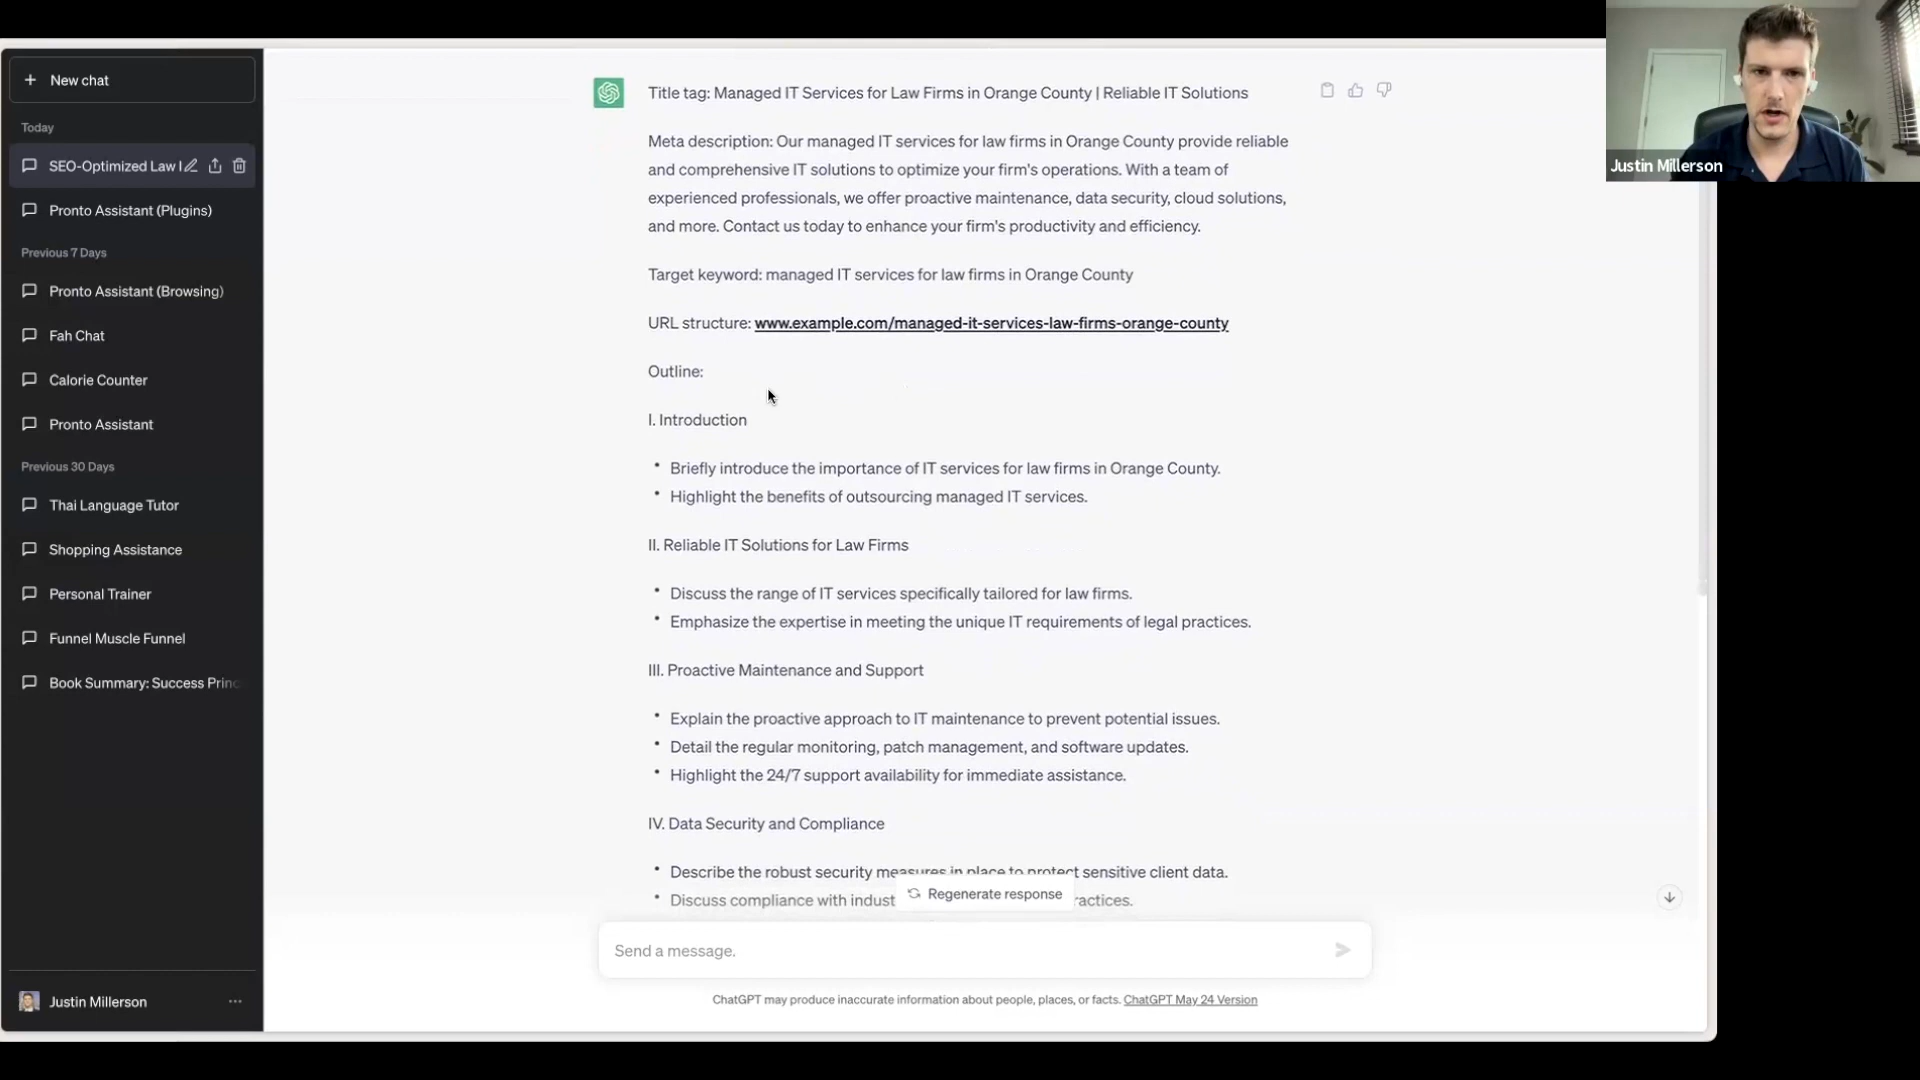 New chat
Today
SEO-Optimized Law
Pronto Assistant (Plugins)
Previous 7 Days
Pronto Assistant (Browsing)
Fah Chat
Calorie Counter
Pronto Assistant
Previous 30 Days
Thai Language Tutor
Shopping Assistance
Personal Trainer
Funnel Muscle Funnel
Book Summary: Success Princ
Justin Millerson
Title tag: Managed IT Services for Law Firms in Orange County | Reliable IT Solutions
Meta description: Our managed IT services for law firms in Orange County provide reliable
and comprehensive IT solutions to optimize your firm's operations. With a team of
experienced professionals, we offer proactive maintenance, data security, cloud solutions,
and more. Contact us today to enhance your firm's productivity and efficiency.
Target keyword: managed IT services for law firms in Orange County
URL structure: www.example.com/managed-it-services-law-firms-orange-county
Outline:
I. Introduction
• Briefly introduce the importance of IT services for law firms in Orange County.
• Highlight the benefits of outsourcing managed IT services.
II. Reliable IT Solutions for Law Firms
• Discuss the range of IT services specifically tailored for law firms.
• Emphasize the expertise in meeting the unique IT requirements of legal practices.
III. Proactive Maintenance and Support
• Explain the proactive approach to IT maintenance to prevent potential issues.
• Detail the regular monitoring, patch management, and software updates.
• Highlight the 24/7 support availability for immediate assistance.
IV. Data Security and Compliance
• Describe the robust security measures in place to protect sensitive client data.
• Discuss compliance with indust
ractices.
Regenerate response
Send a message.
ChatGPT may produce inaccurate information about people, places, or facts. ChatGPT May 24 Version
Justin Millerson